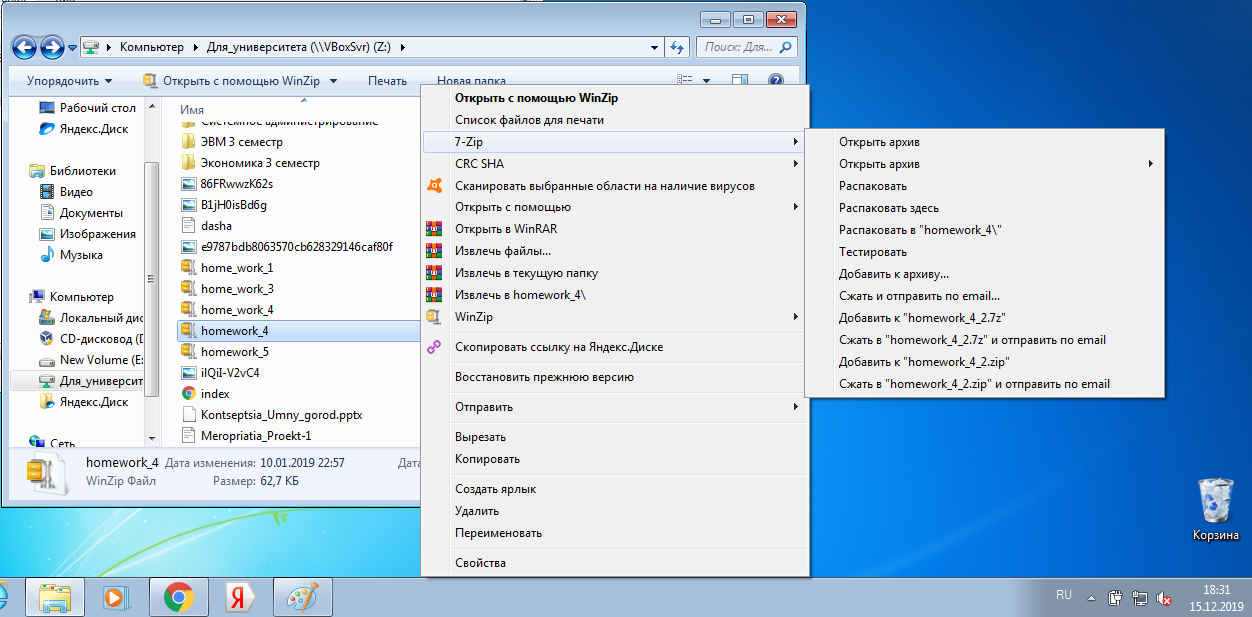 Компьютер
Для_университета (\\VBoxSvr) (Z:)
Поиск: Для...
Упорядочить
Открыть с помощью WinZip
Печать
Новая папка
Рабочий стол
Яндекс.Диск
Библиотеки
Видео
Документы
Изображения
Музыка
Компьютер
Локальный дис
CD-дисковод (D
New Volume (E:
Для_университ
Яндекс.Диск
Сеть
Имя
Системное администрирование
ЭВМ 3 семестр
Экономика 3 семестр
86FRwwzK62s
B1jH0isBd6g
dasha
e9787bdb8063570cb628329146caf80f
home_work_1
home_work_3
home_work_4
homework_4
homework_5
iIQiI-V2vC4
index
Kontseptsia_Umny_gorod.pptx
Meropriatia_Proekt-1
homework_4 Дата изменения: 10.01.2019 22:57 Дата
WinZip Файл Размер: 62,7 КБ
Открыть с помощью WinZip
Список файлов для печати
7-Zip
CRC SHA
Сканировать выбранные области на наличие вирусов
Открыть с помощью
Открыть в WinRAR
Извлечь файлы...
Извлечь в текущую папку
Извлечь в homework_4\
WinZip
Скопировать ссылку на Яндекс.Диске
Восстановить прежнюю версию
Отправить
Вырезать
Копировать
Создать ярлык
Удалить
Переименовать
Свойства
Открыть архив
Открыть архив
Распаковать
Распаковать здесь
Распаковать в "homework_4\"
Тестировать
Добавить к архиву...
Сжать и отправить по email...
Добавить к "homework_4_2.7z"
Сжать в "homework_4_2.7z" и отправить по email
Добавить к "homework_4_2.zip"
Сжать в "homework_4_2.zip" и отправить по email
Корзина
RU
18:31
15.12.2019